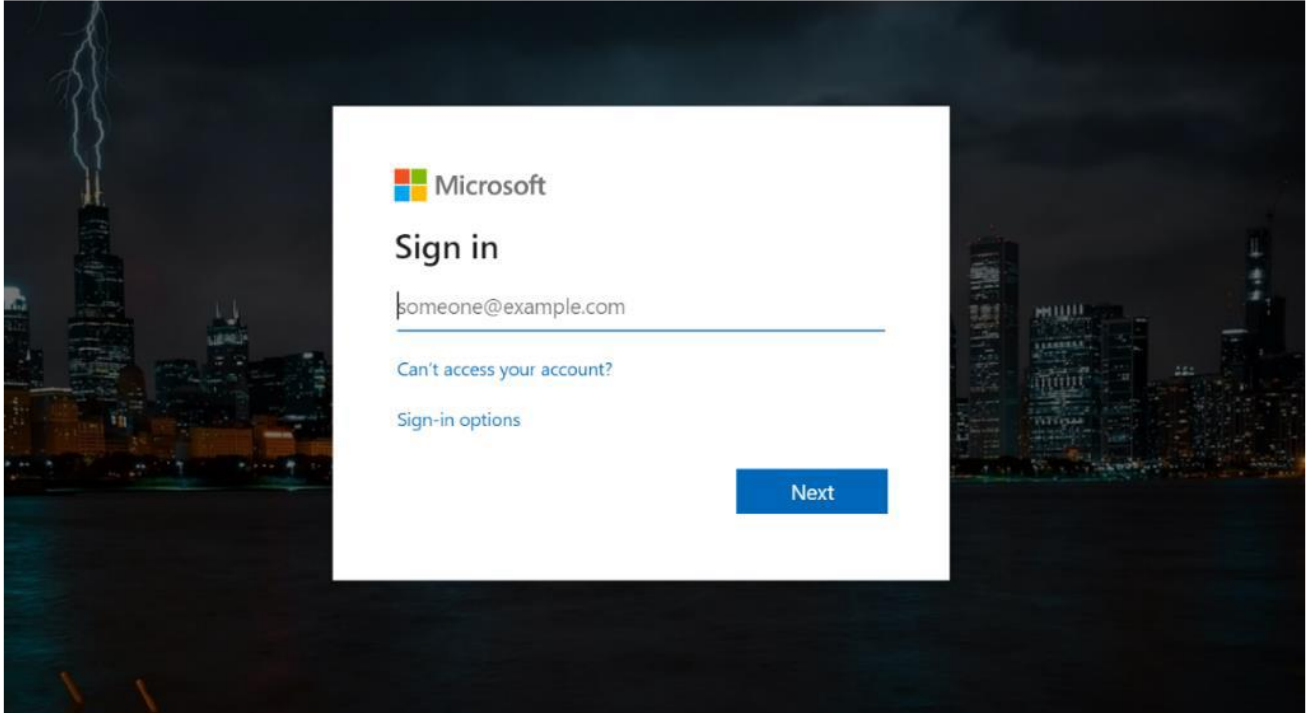 Microsoft
Sign in
someone@example.com
Can't access your account?
Sign-in options
Next